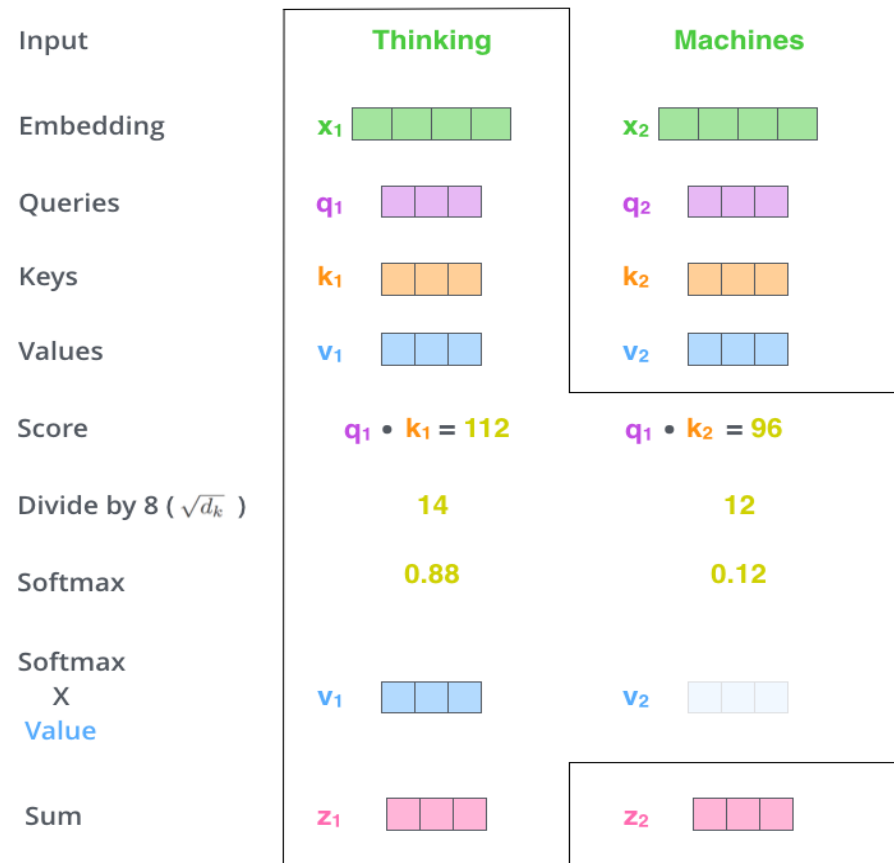 Input Thinking Machines
Embedding x₁ x₂
Queries q₁ q₂
Keys k₁ k₂
Values v₁ v₂
Score q₁ • k₁ = 112 q₁ • k₂ = 96
Divide by 8 ( √dₖ ) 14 12
Softmax 0.88 0.12
Softmax
X
Value v₁ v₂
Sum z₁ z₂